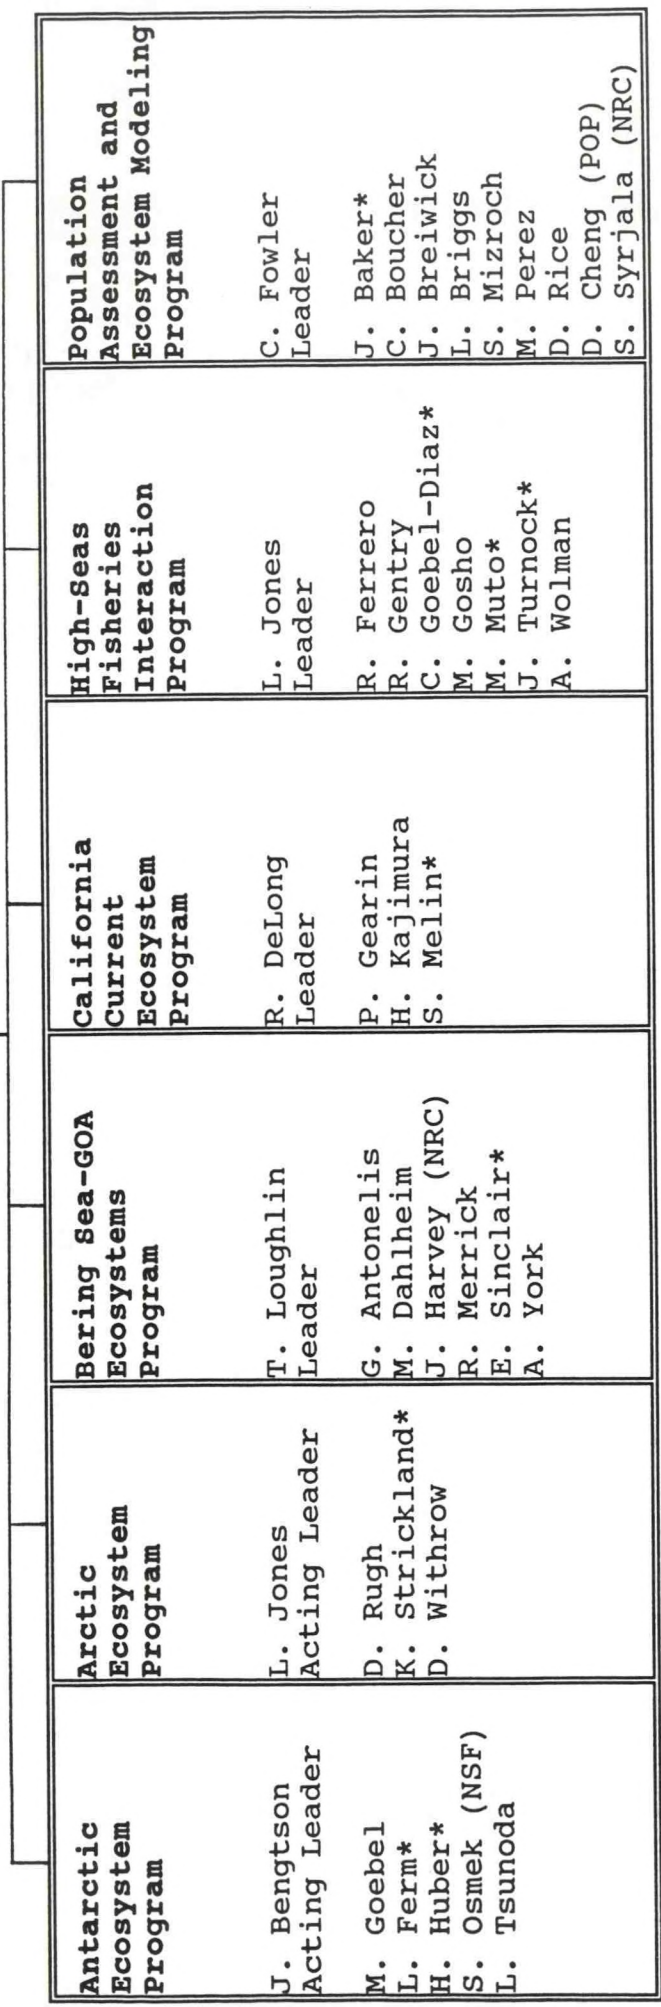 Antarctic
Ecosystem
Program
J. Bengtson
Acting Leader
M. Goebel
L. Ferm*
H. Huber*
S. Osmek (NSF)
L. Tsunoda
Arctic
Ecosystem
Program
L. Jones
Acting Leader
D. Rugh
K. Strickland*
D. Withrow
Bering Sea-GOA
Ecosystems
Program
T. Loughlin
Leader
G. Antonelis
M. Dahlheim
J. Harvey (NRC)
R. Merrick
E. Sinclair*
A. York
California
Current
Ecosystem
Program
R. DeLong
Leader
P. Gearin
H. Kajimura
S. Melin*
High-Seas
Fisheries
Interaction
Program
L. Jones
Leader
R. Ferrero
R. Gentry
C. Goebel-Diaz*
M. Gosho
M. Muto*
J. Turnock*
A. Wolman
Population
Assessment and
Ecosystem Modeling
Program
C. Fowler
Leader
J. Baker*
C. Boucher
J. Breiwick
L. Briggs
S. Mizroch
M. Perez
D. Rice
D. Cheng (POP)
S. Syrjala (NRC)